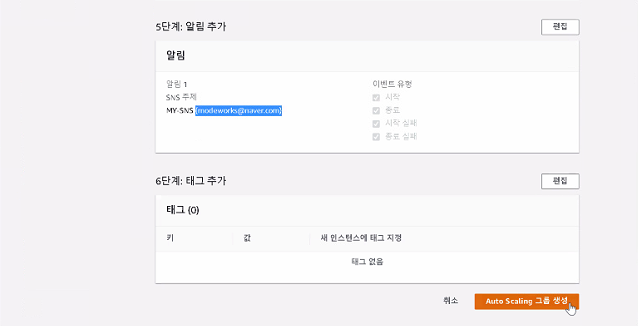 5단계: 알림 추가
편집
알림
알림 1
이벤트 유형
SNS 주제
시작
MY-SNS (modeworks@naver.com)
종료
시작 실패
종료 실패
6단계: 태그 추가
편집
태그 (0)
키 값 새 인스턴스에 태그 지정
태그 없음
취소 Auto Scaling 그룹 생성